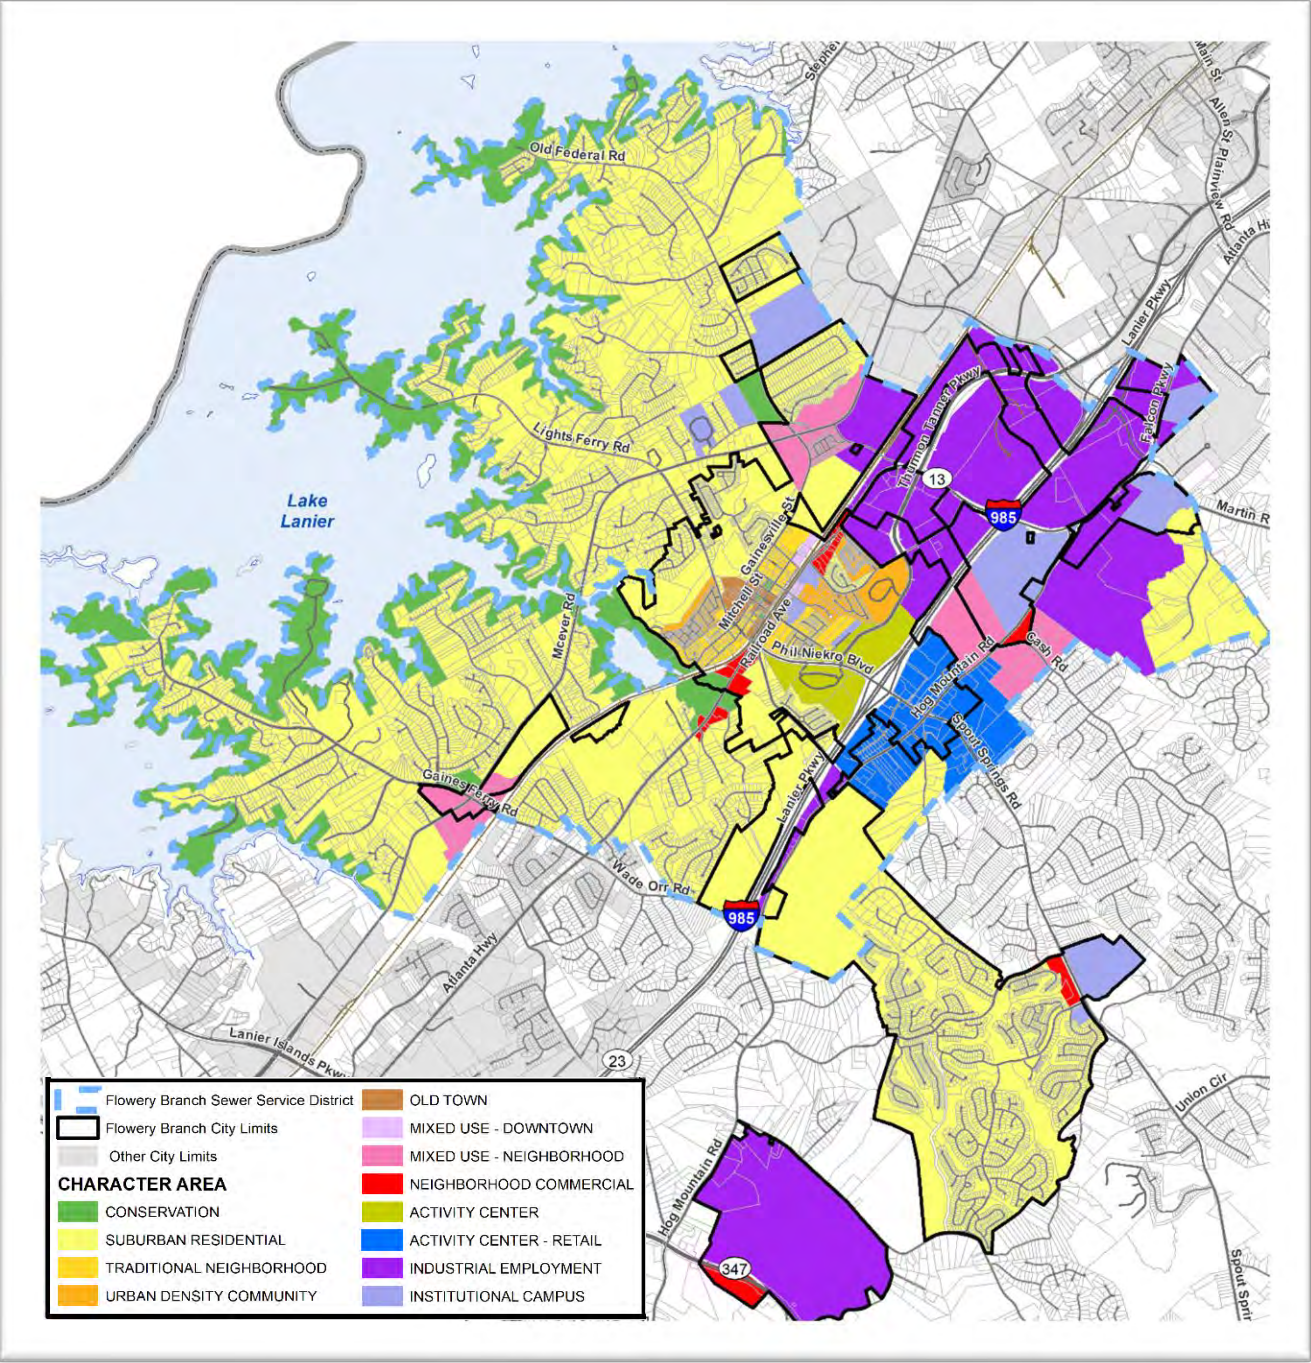 Stephen
Main St
Allen St Plainview Rd
Old Federal Rd
Atlanta H
Lanier Pkwy
Falcon Pkwy
Thurmon Tanner Pkwy
Lights Ferry Rd
13
985
Lake
Lanier
Martin R
Gainesville St
Mitchell St
Mcever Rd
Railroad Ave
Phil Niekro Blvd
Cash Rd
Hog Mountain Rd
Spout Springs Rd
Lanier Pkwy
Gaines Ferry Rd
Wade Orr Rd
985
Atlanta Hwy
Lanier Islands Pkwy
23
Union Cir
Hog Mountain Rd
347
Spout Sprin
Flowery Branch Sewer Service District
Flowery Branch City Limits
Other City Limits
CHARACTER AREA
CONSERVATION
SUBURBAN RESIDENTIAL
TRADITIONAL NEIGHBORHOOD
URBAN DENSITY COMMUNITY
OLD TOWN
MIXED USE - DOWNTOWN
MIXED USE - NEIGHBORHOOD
NEIGHBORHOOD COMMERCIAL
ACTIVITY CENTER
ACTIVITY CENTER - RETAIL
INDUSTRIAL EMPLOYMENT
INSTITUTIONAL CAMPUS